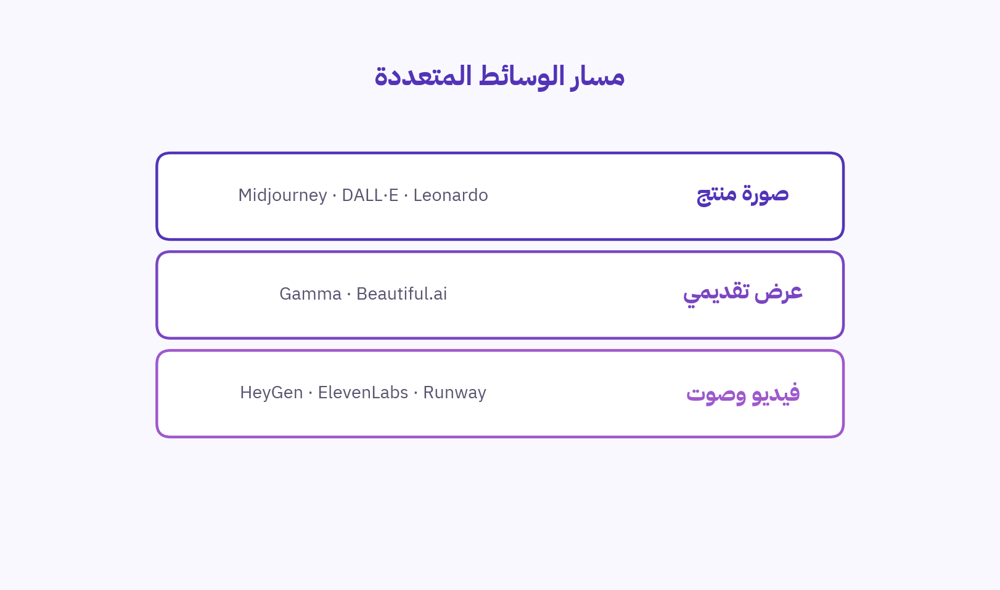 مسار الوسائط المتعددة
صورة منتج
Midjourney · DALL·E · Leonardo
عرض تقديمي
Gamma · Beautiful.ai
فيديو وصوت
HeyGen · ElevenLabs · Runway